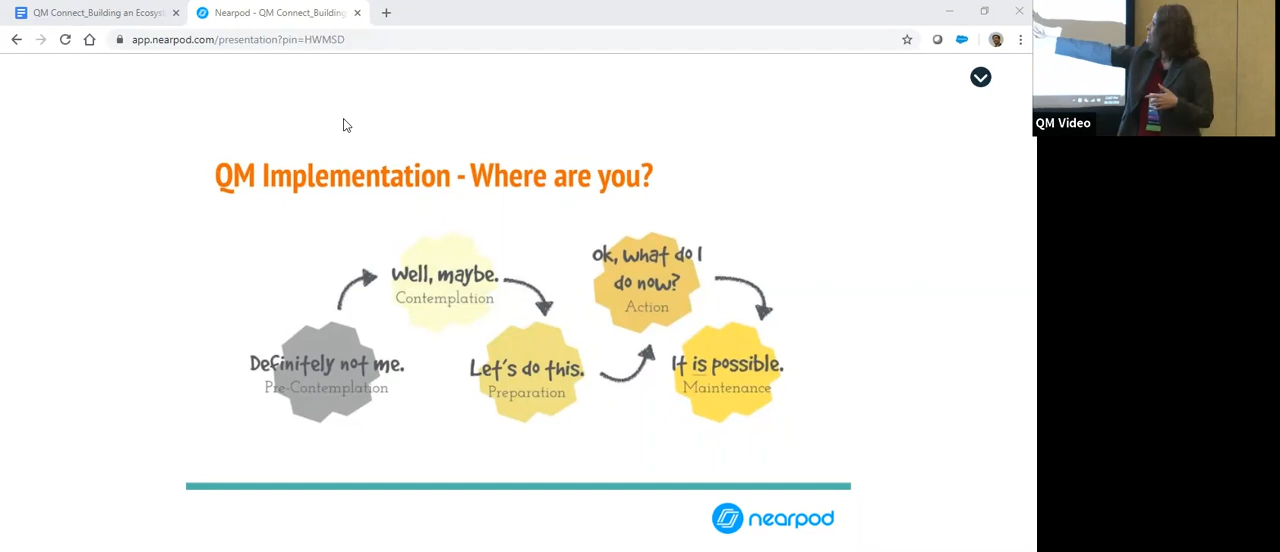 QM Connect_Building an Ecosyst
Nearpod - QM Connect_Building
app.nearpod.com/presentation?pin=HWMSD
QM Video
QM Implementation - Where are you?
Definitely not me.
Pre-Contemplation
Well, maybe.
Contemplation
Let's do this.
Preparation
Ok, what do I
do now?
Action
It is possible.
Maintenance
nearpod